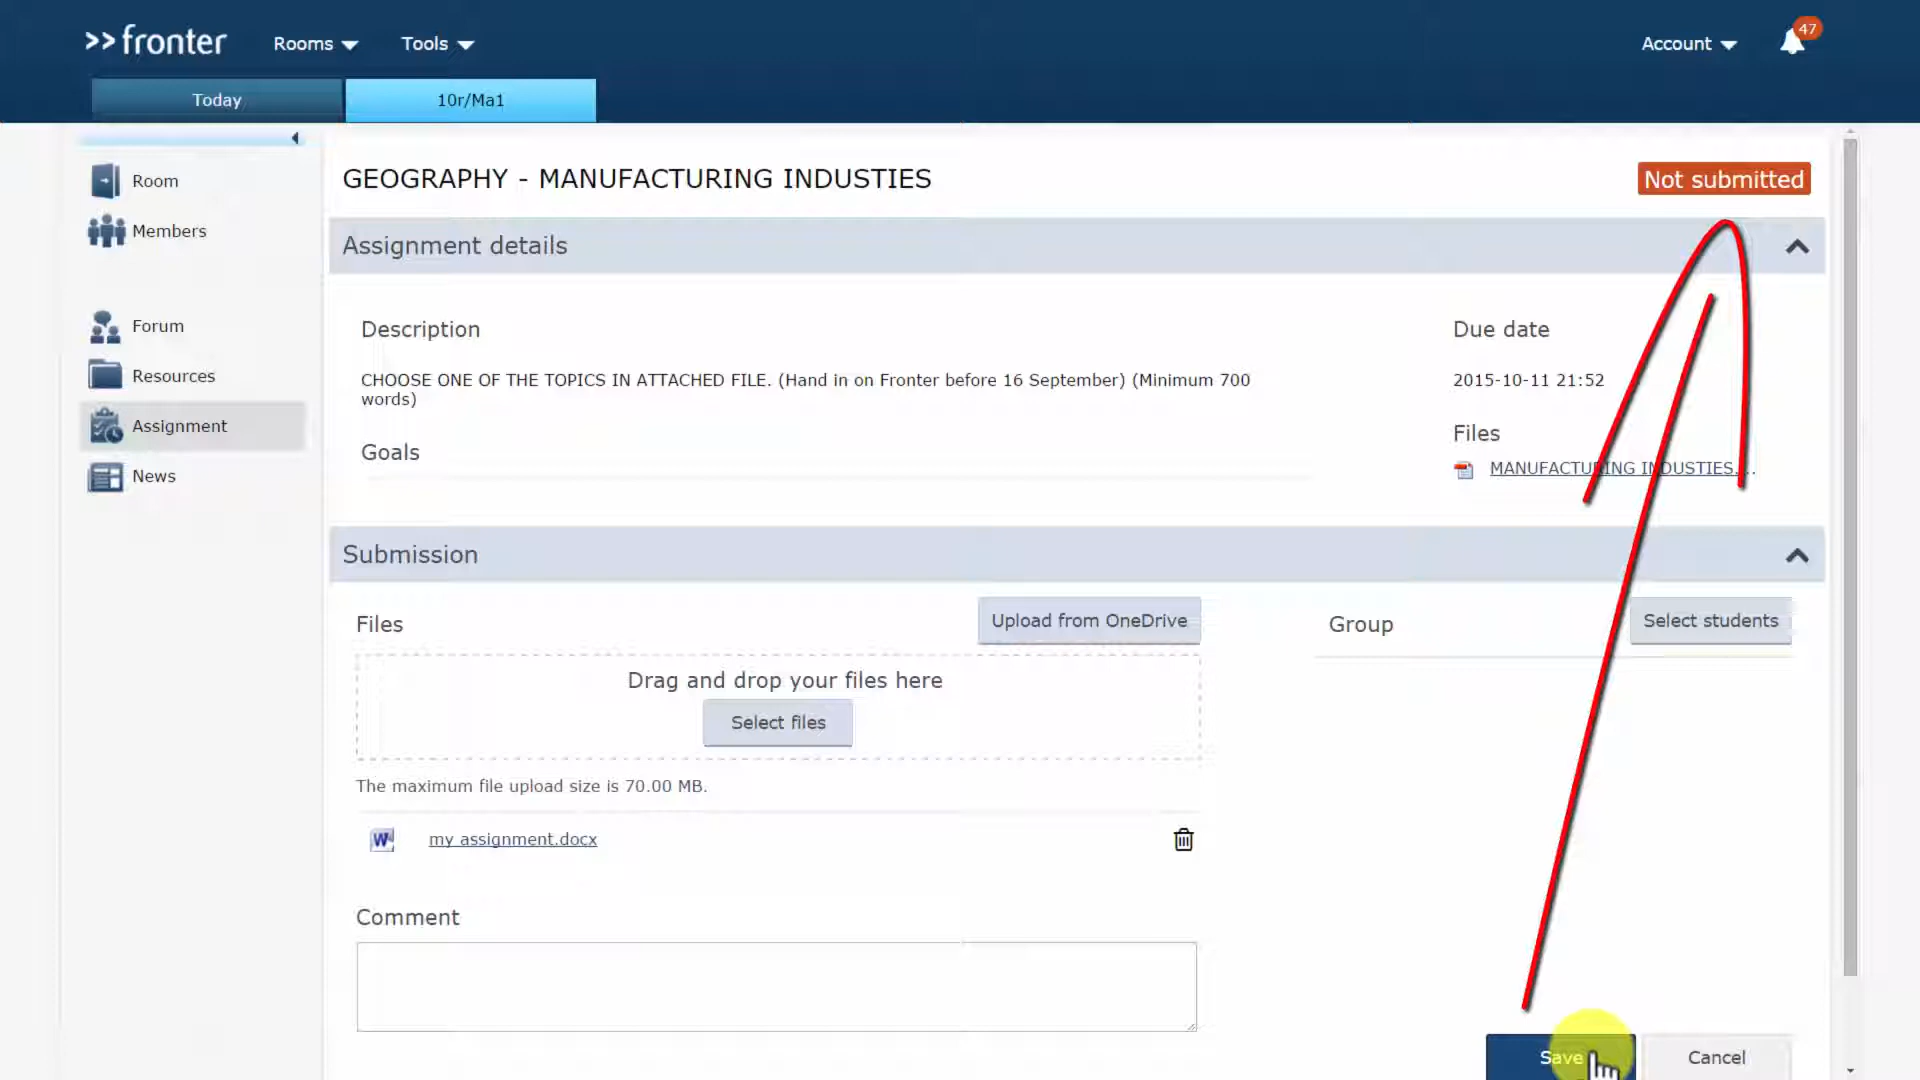 >>fronter
Rooms
Tools
Account
47
Today
10r/Ma1
Room
Members
Forum
Resources
Assignment
News
GEOGRAPHY - MANUFACTURING INDUSTIES
Not submitted
Assignment details
Description
CHOOSE ONE OF THE TOPICS IN ATTACHED FILE. (Hand in on Fronter before 16 September) (Minimum 700
words)
Goals
Due date
2015-10-11 21:52
Files
MANUFACTURING INDUSTIES...
Submission
Files
Upload from OneDrive
Drag and drop your files here
Select files
The maximum file upload size is 70.00 MB.
W
my assignment.docx
Comment
Group
Select students
Save
Cancel